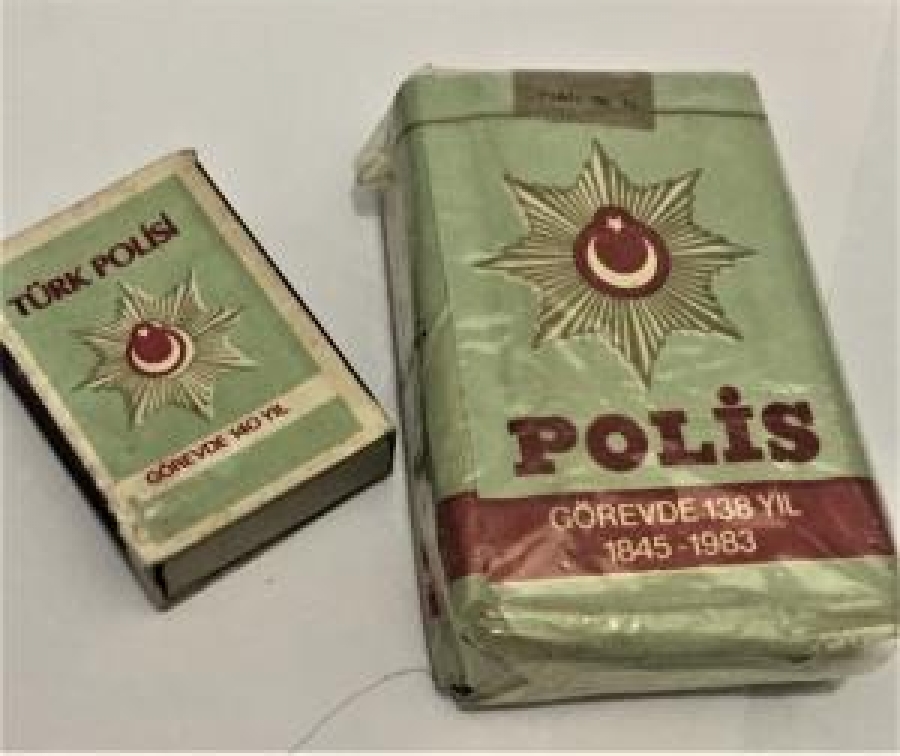 TÜRK POLİSİ
GÖREVDE 140 YIL
POLİS
GÖREVDE 138 YIL
1845-1983